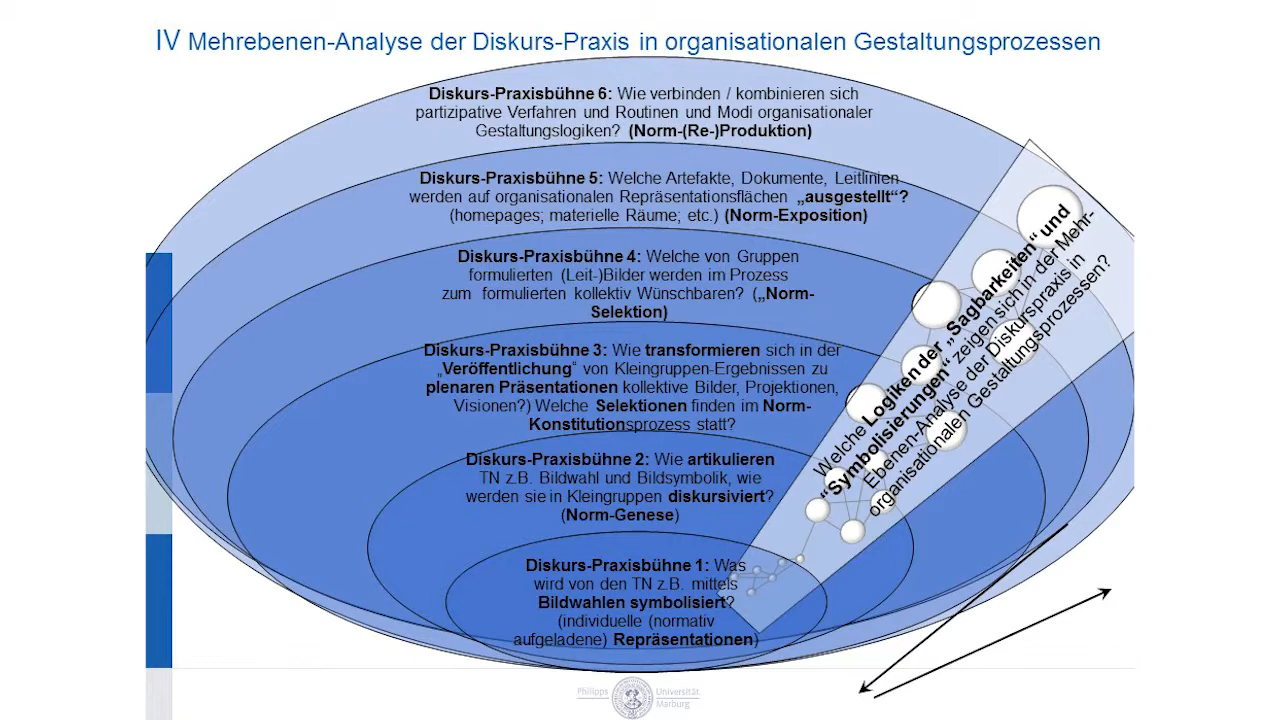 IV Mehrebenen-Analyse der Diskurs-Praxis in organisationalen Gestaltungsprozessen
Diskurs-Praxisbühne 6: Wie verbinden / kombinieren sich
partizipative Verfahren und Routinen und Modi organisationaler
Gestaltungslogiken? (Norm-(Re-)Produktion)
Diskurs-Praxisbühne 5: Welche Artefakte, Dokumente, Leitlinien
werden auf organisationalen Repräsentationsflächen „ausgestellt“?
(homepages; materielle Räume; etc.) (Norm-Exposition)
Diskurs-Praxisbühne 4: Welche von Gruppen
formulierten (Leit-)Bilder werden im Prozess
zum formulierten kollektiv Wünschbaren? („Norm-
Selektion)
Diskurs-Praxisbühne 3: Wie transformieren sich in der
„Veröffentlichung“ von Kleingruppen-Ergebnissen zu
plenaren Präsentationen kollektive Bilder, Projektionen,
Visionen?) Welche Selektionen finden im Norm-
Konstitutionsprozess statt?
Diskurs-Praxisbühne 2: Wie artikulieren
TN z.B. Bildwahl und Bildsymbolik, wie
werden sie in Kleingruppen diskursiviert?
(Norm-Genese)
Diskurs-Praxisbühne 1: Was
wird von den TN z.B. mittels
Bildwahlen symbolisiert?
(individuelle (normativ
aufgeladene) Repräsentationen)
Welche Logiken der „Sagbarkeiten“ und
“Symbolisierungen” zeigen sich in der Mehr-
Ebenen-Analyse der Diskurspraxis in
organisationalen Gestaltungsprozessen?
Philipps Universität
Marburg